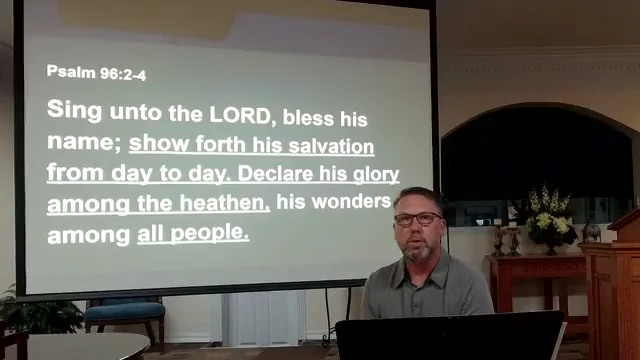 Psalm 96:2-4
Sing unto the LORD, bless his
name; show forth his salvation
from day to day. Declare his glory
among the heathen, his wonders
among all people.